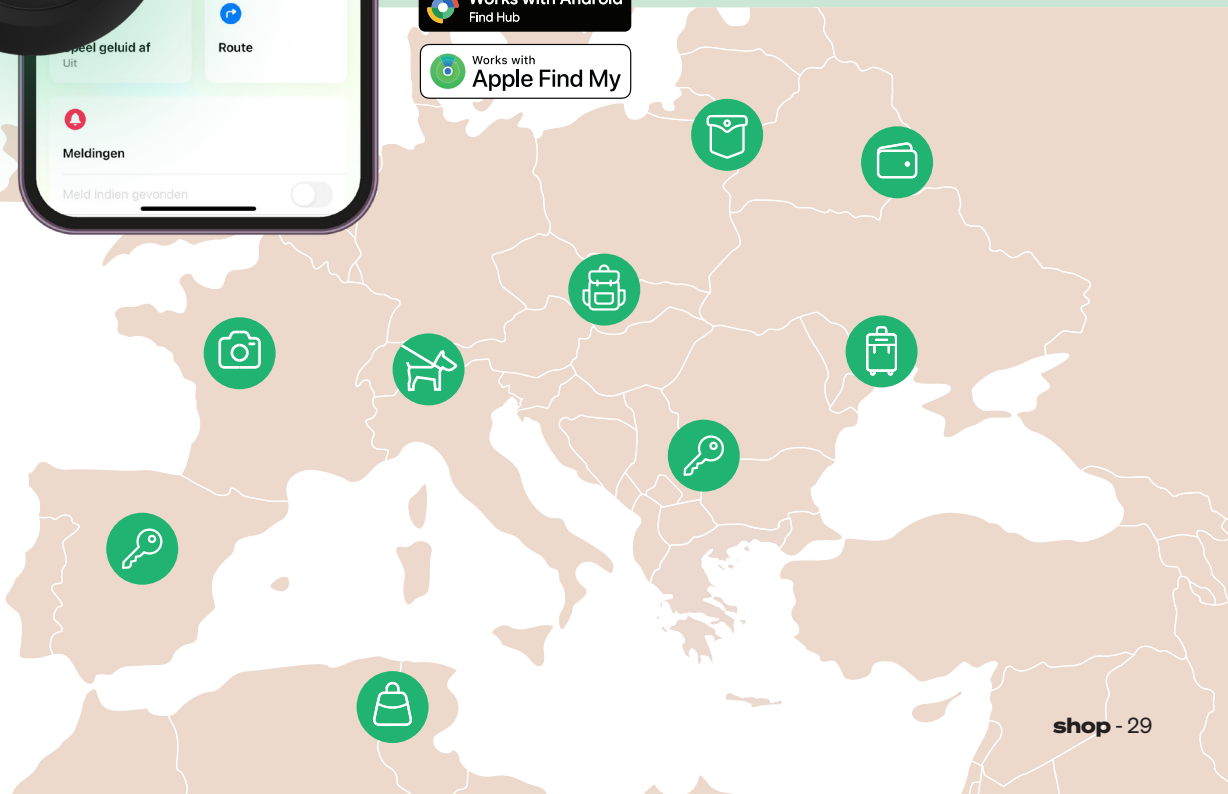 Works with Android
Find Hub
Works with
Apple Find My
Speel geluid af
Uit
Route
Meldingen
Meld indien gevonden
shop - 29